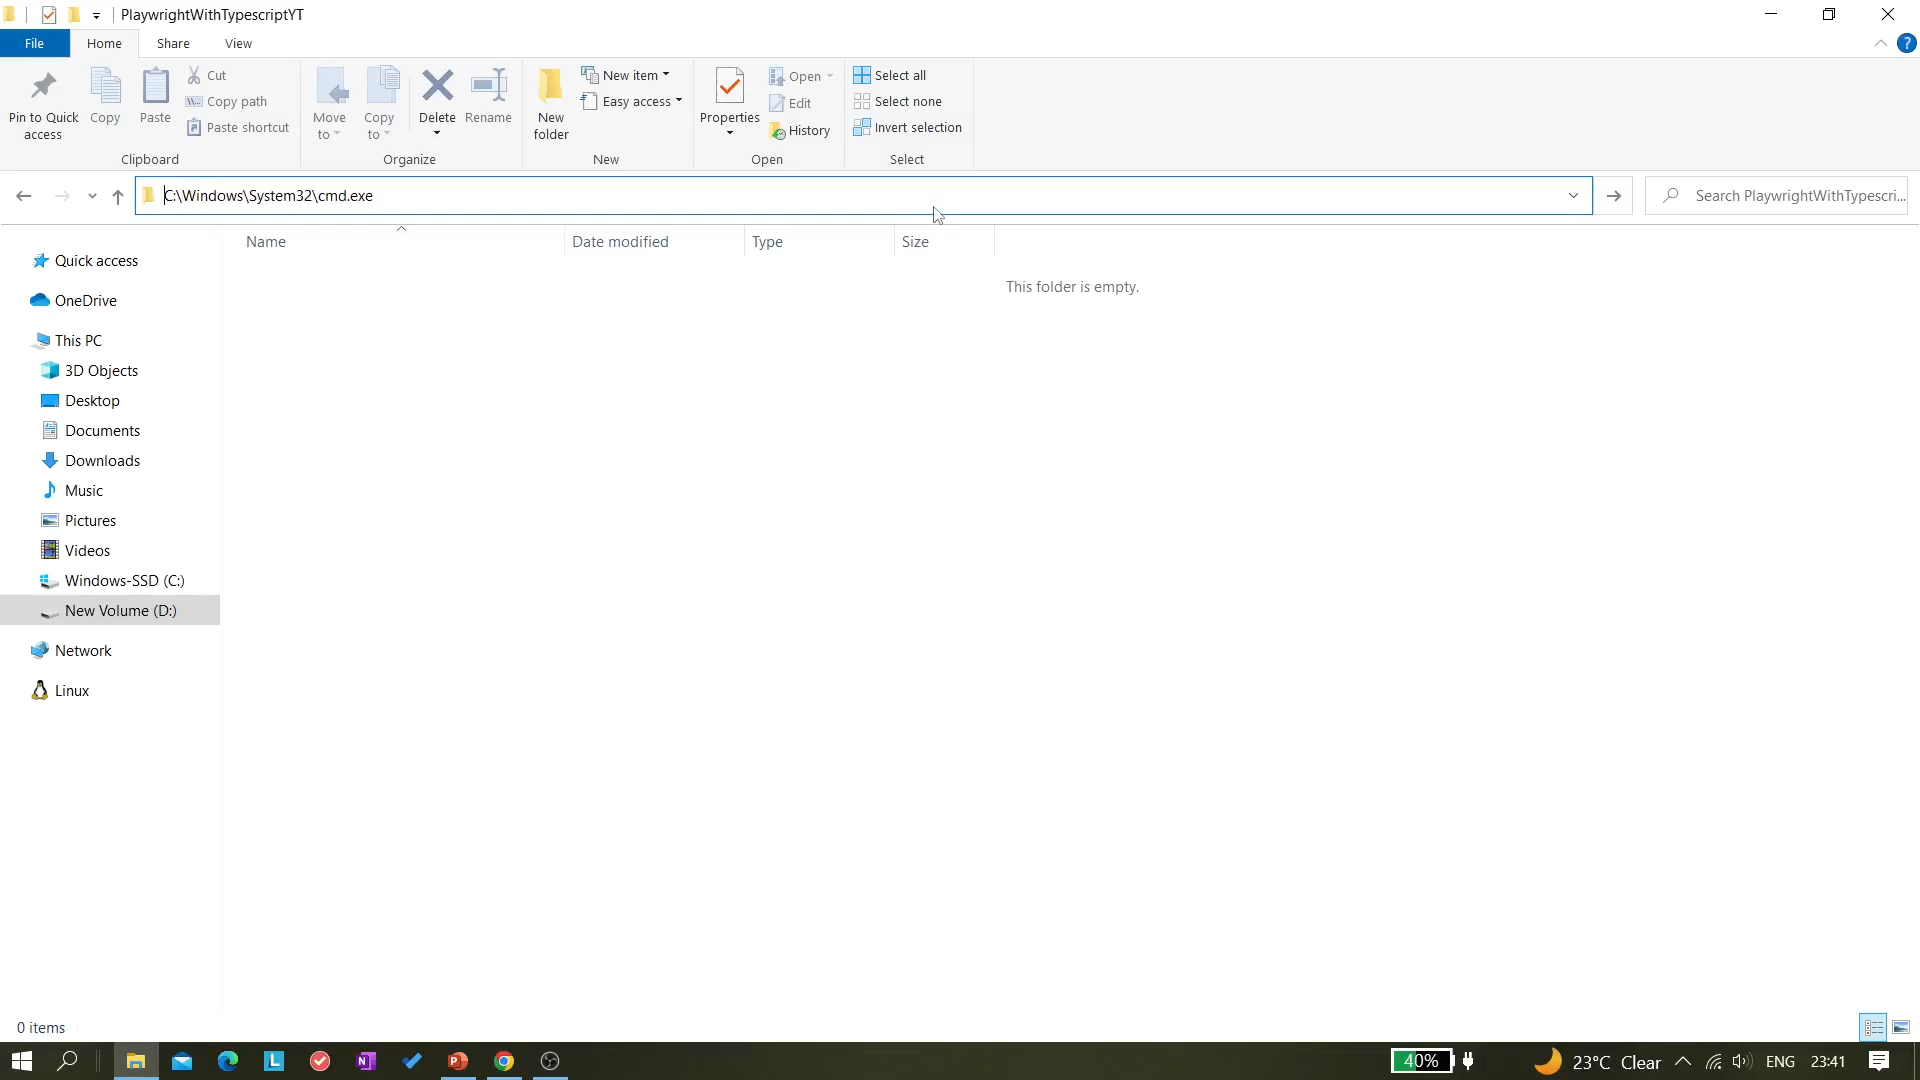 PlaywrightWithTypescriptYT
File Home Share View
Pin to Quick access
Copy
Paste
Cut
Copy path
Paste shortcut
Clipboard
Move to
Copy to
Delete
Rename
Organize
New folder
New item
Easy access
New
Properties
Open
Edit
History
Open
Select all
Select none
Invert selection
Select
C:\Windows\System32\cmd.exe
Search PlaywrightWithTypescri...
Name Date modified Type Size
This folder is empty.
Quick access
OneDrive
This PC
3D Objects
Desktop
Documents
Downloads
Music
Pictures
Videos
Windows-SSD (C:)
New Volume (D:)
Network
Linux
0 items
40% 23°C Clear ENG 23:41